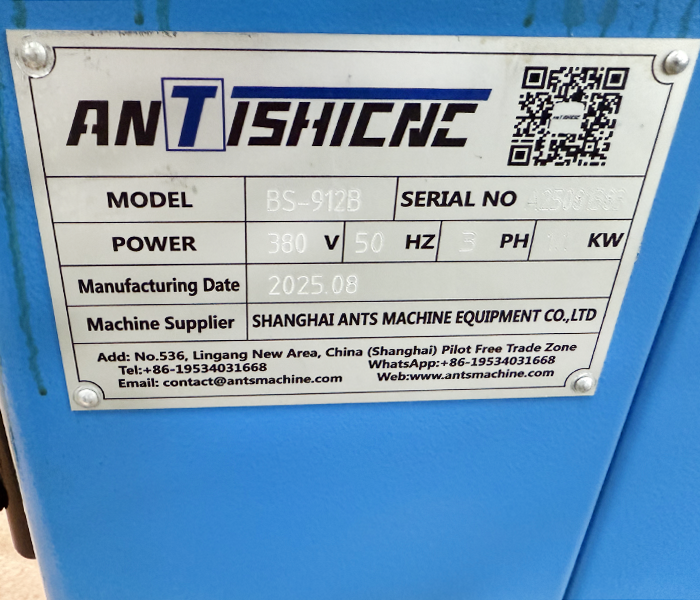 ANTISHICNC
MODEL BS-912B SERIAL NO
POWER 380 V 50 HZ 3 PH KW
Manufacturing Date 2025.08
Machine Supplier SHANGHAI ANTS MACHINE EQUIPMENT CO.,LTD
Add: No.536, Lingang New Area, China (Shanghai) Pilot Free Trade Zone
Tel:+86-19534031668 WhatsApp:+86-19534031668
Email: contact@antsmachine.com Web:www.antsmachine.com